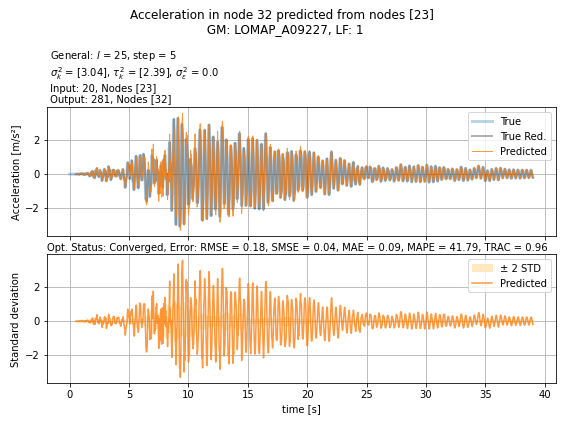 Acceleration in node 32 predicted from nodes [23]
GM: LOMAP_A09227, LF: 1
General: l = 25, step = 5
σ²ₖ = [3.04], τ²ₖ = [2.39], σ²ᵣ = 0.0
Input: 20, Nodes [23]
Output: 281, Nodes [32]
Acceleration [m/s²]
2
0
−2
True
True Red.
Predicted
Opt. Status: Converged, Error: RMSE = 0.18, SMSE = 0.04, MAE = 0.09, MAPE = 41.79, TRAC = 0.96
Standard deviation
2
0
−2
± 2 STD
Predicted
0 5 10 15 20 25 30 35 40
time [s]